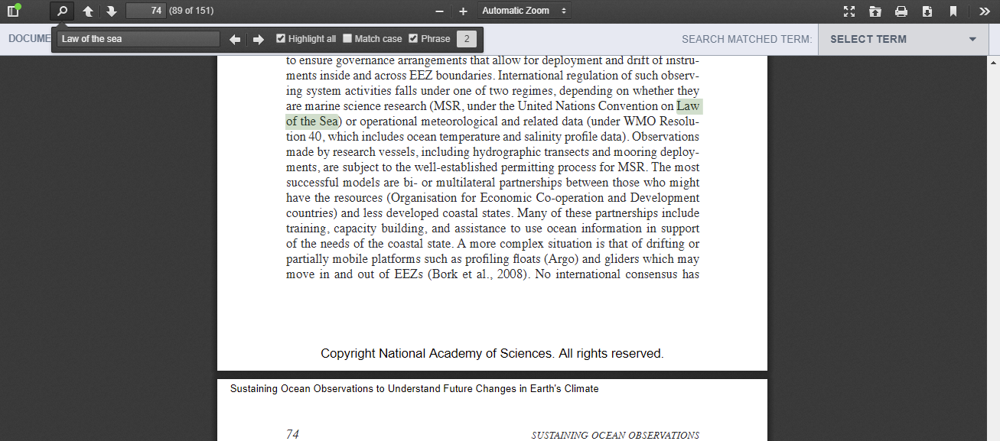 74 (89 of 151) Automatic Zoom
DOCUME SEARCH MATCHED TERM: SELECT TERM
Law of the sea Highlight all Match case Phrase 2
to ensure governance arrangements that allow for deployment and drift of instru-
ments inside and across EEZ boundaries. International regulation of such observ-
ing system activities falls under one of two regimes, depending on whether they
are marine science research (MSR, under the United Nations Convention on Law
of the Sea) or operational meteorological and related data (under WMO Resolu-
tion 40, which includes ocean temperature and salinity profile data). Observations
made by research vessels, including hydrographic transects and mooring deploy-
ments, are subject to the well-established permitting process for MSR. The most
successful models are bi- or multilateral partnerships between those who might
have the resources (Organisation for Economic Co-operation and Development
countries) and less developed coastal states. Many of these partnerships include
training, capacity building, and assistance to use ocean information in support
of the needs of the coastal state. A more complex situation is that of drifting or
partially mobile platforms such as profiling floats (Argo) and gliders which may
move in and out of EEZs (Bork et al., 2008). No international consensus has
Copyright National Academy of Sciences. All rights reserved.
Sustaining Ocean Observations to Understand Future Changes in Earth's Climate
74 SUSTAINING OCEAN OBSERVATIONS